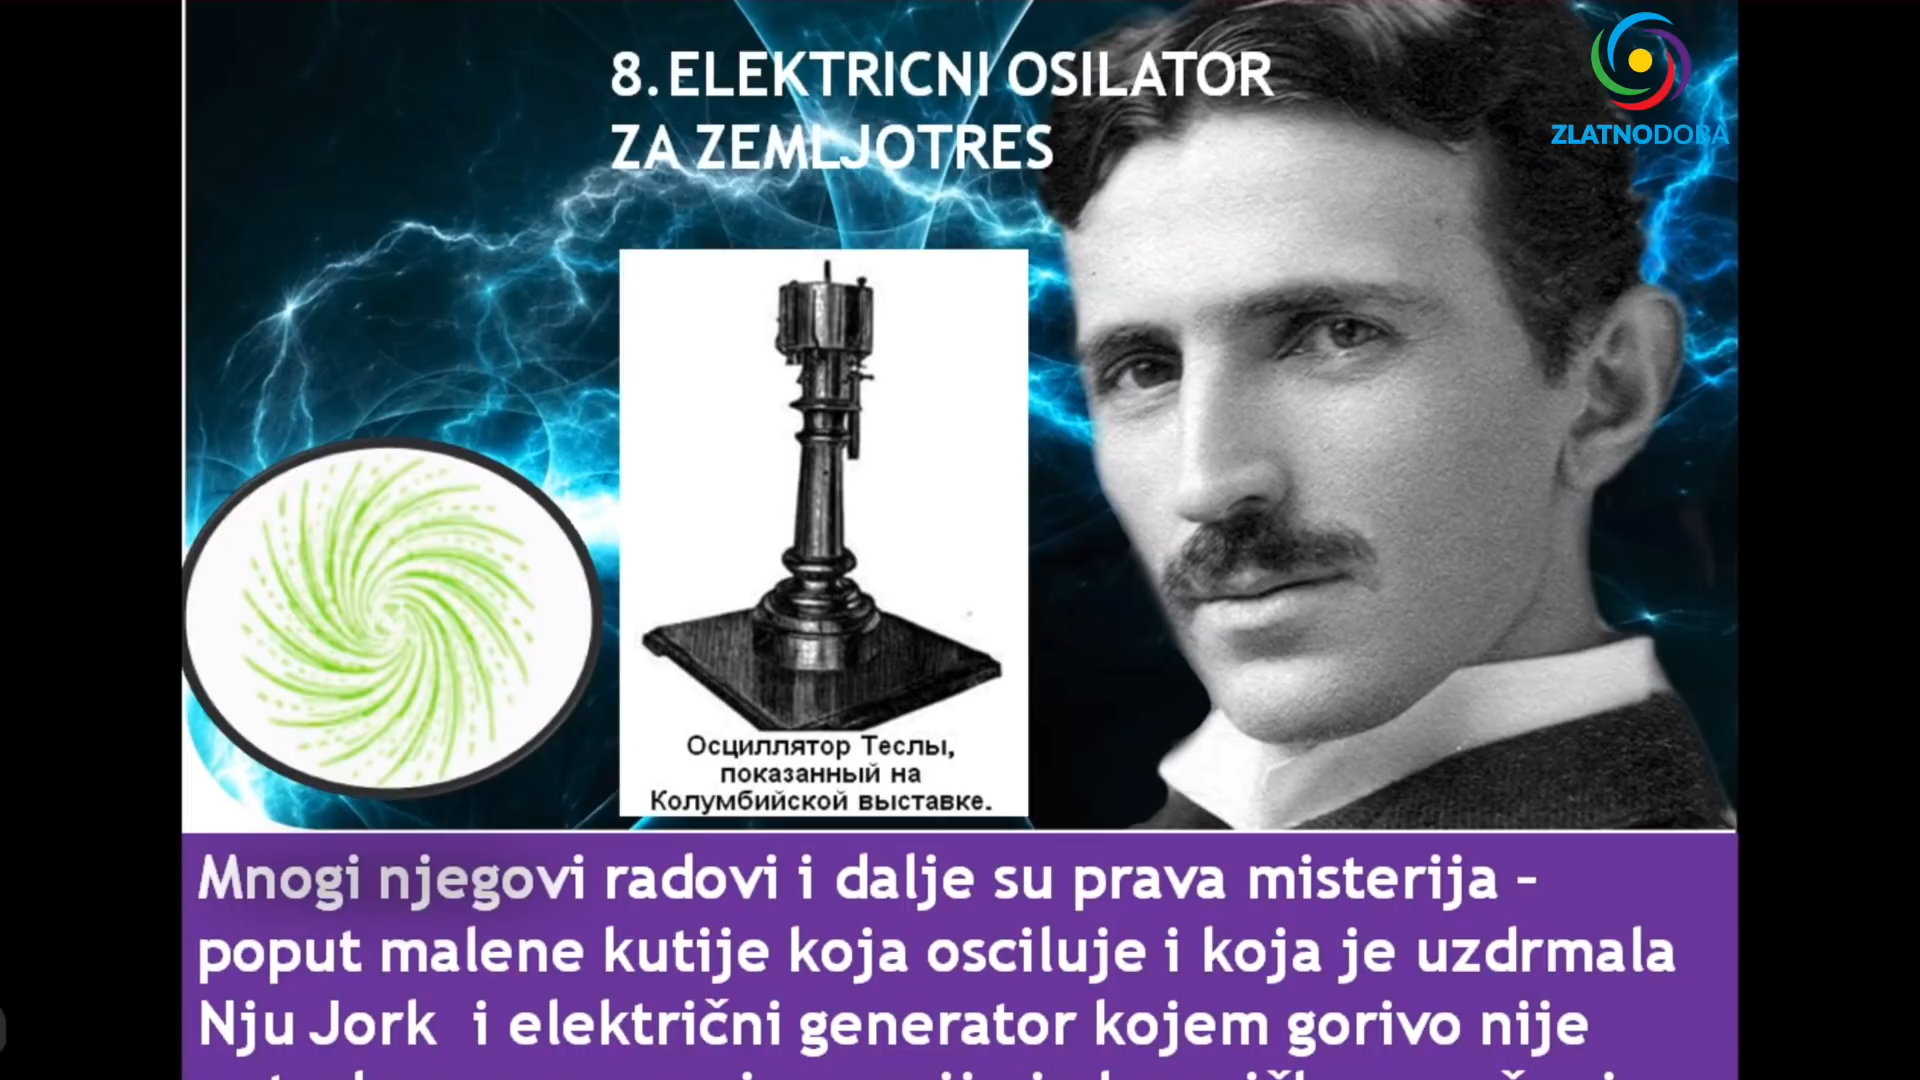 8. ELEKTRICNI OSILATOR
ZA ZEMLJOTRES
ZLATNODOBA
Осциллятор Теслы,
показанный на
Колумбийской выставке.
Mnogi njegovi radovi i dalje su prava misterija –
poput malene kutije koja osciluje i koja je uzdrmala
Nju Jork i električni generator kojem gorivo nije